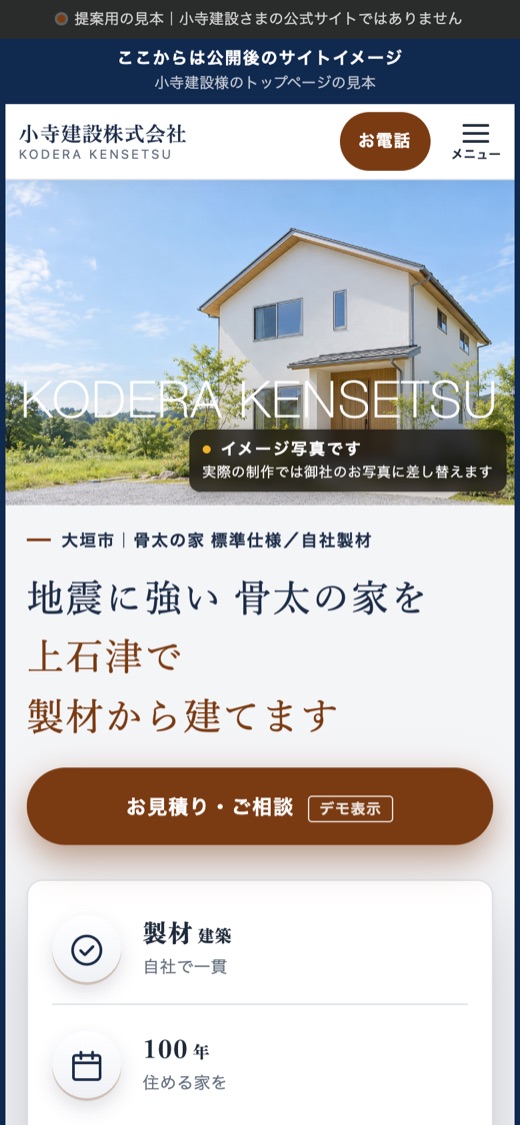 提案用の見本｜小寺建設さまの公式サイトではありません
ここからは公開後のサイトイメージ
小寺建設様のトップページの見本
小寺建設株式会社
KODERA KENSETSU
お電話
メニュー
KODERA KENSETSU
イメージ写真です
実際の制作では御社のお写真に差し替えます
大垣市｜骨太の家 標準仕様／自社製材
地震に強い 骨太の家を
上石津で
製材から建てます
お見積り・ご相談 デモ表示
製材 建築
自社で一貫
100 年
住める家を